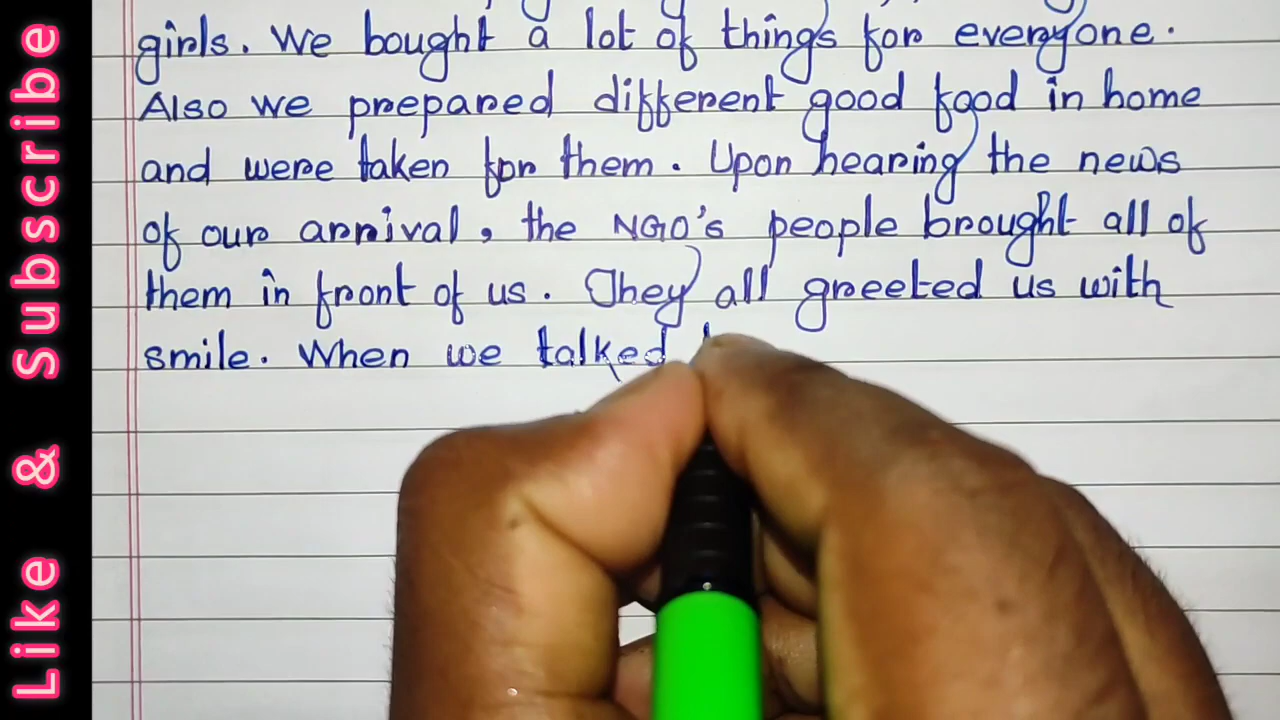 girls. We bought a lot of things for everyone.
Also we prepared different good food in home
and were taken for them. Upon hearing the news
of our arrival, the NGO's people brought all of
them in front of us. They all greeted us with
smile. When we talked
Like & Subscribe